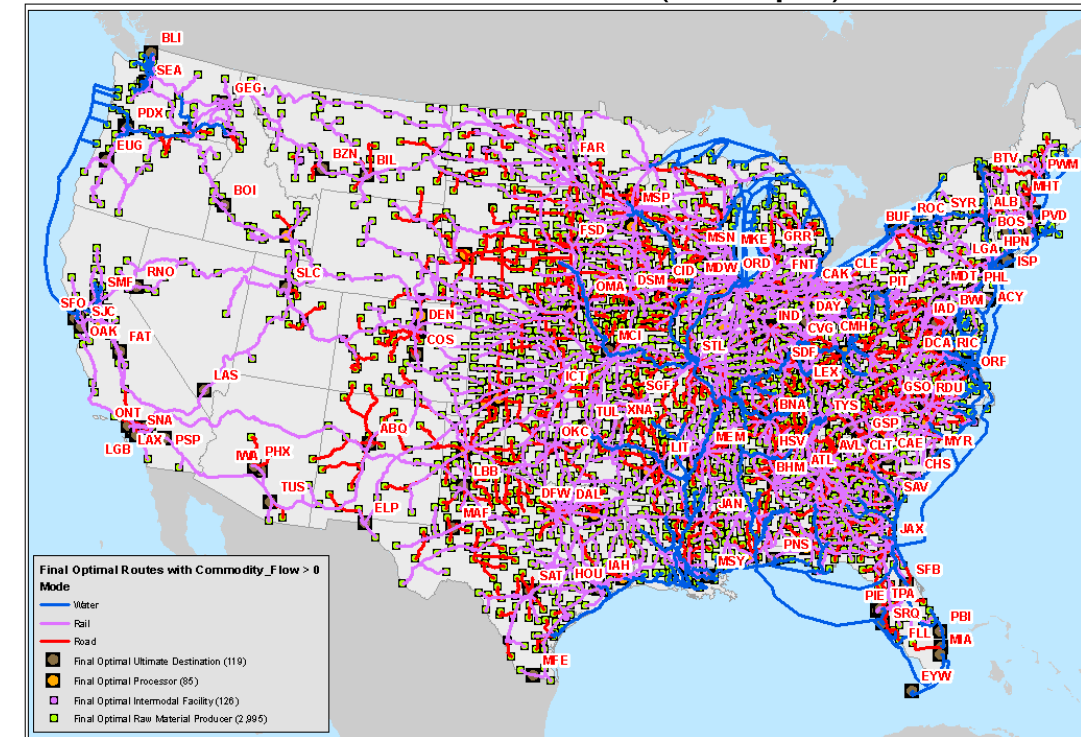 BLI
SEA
GEG
PDX
EUG
BZN
BIL
FAR
BOI
MSP
BTV
PWM
MHT
ALB
SYR
ROC
BUF
BOS
PVD
FSD
MSN
MKE
GRR
LGA
HPN
ISP
RNO
SMF
SLC
CID
MDW
ORD
FNT
CAK
CLE
MDT
PHL
OMA
DSM
PIT
SFO
SJC
OAK
DEN
COS
DAY
IND
IAD
BWI
ACY
FAT
MCI
STL
CVG
CMH
DCA
RIC
SDF
ORF
LAS
ICT
SGF
LEX
GSO
RDU
ONT
SNA
TUL
XNA
BNA
TYS
GSP
LAX
PSP
LGB
ABQ
OKC
LIT
MEM
HSV
AVL
CLT
CAE
MYR
IWA
PHX
BHM
ATL
CHS
TUS
LBB
SAV
ELP
MAF
DFW
DAL
JAN
JAX
PNS
MSY
SAT
HOU
IAH
SFB
PIE
TPA
SRQ
PBI
FLL
MIA
MFE
EYW
Final Optimal Routes with Commodity_Flow > 0
Mode
Water
Rail
Road
Final Optimal Ultimate Destination (119)
Final Optimal Processor (85)
Final Optimal Intermodal Facility (126)
Final Optimal Raw Material Producer (2,995)